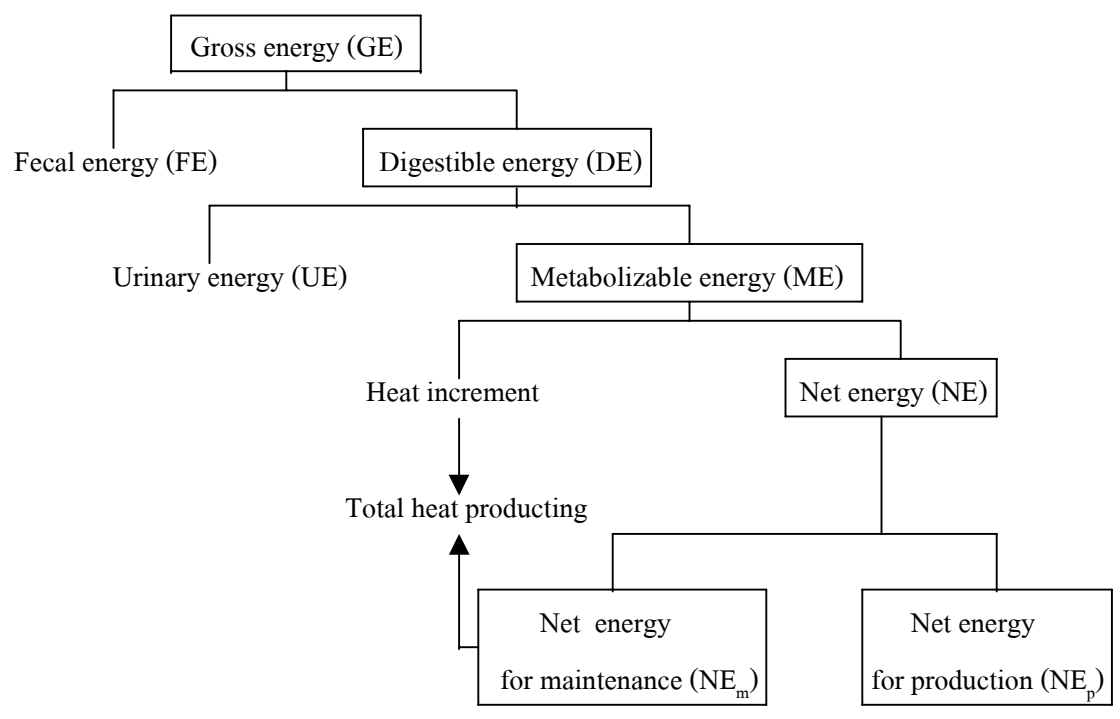 Gross energy (GE)
Fecal energy (FE)
Digestible energy (DE)
Urinary energy (UE)
Metabolizable energy (ME)
Heat increment
Net energy (NE)
Total heat producting
Net energy
for maintenance (NEm)
Net energy
for production (NEp)